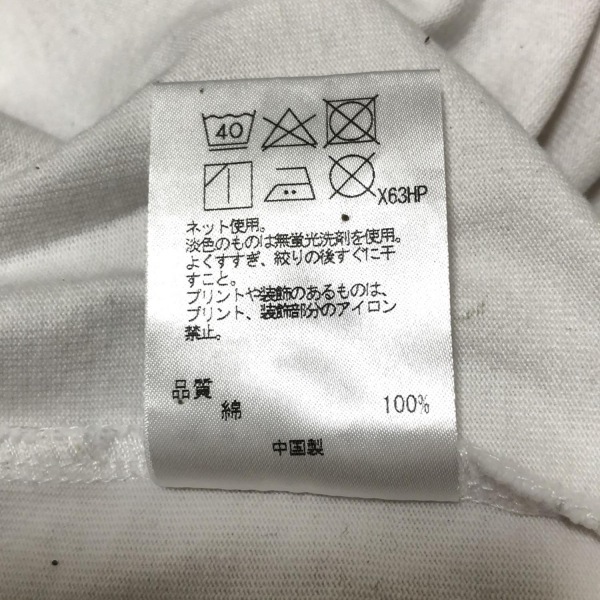 40
X63HP
ネット使用。
淡色のものは無蛍光洗剤を使用。
よくすすぎ、絞りの後すぐに干
すこと。
プリントや装飾のあるものは、
プリント、装飾部分のアイロン
禁止。
品質
綿 100%
中国製